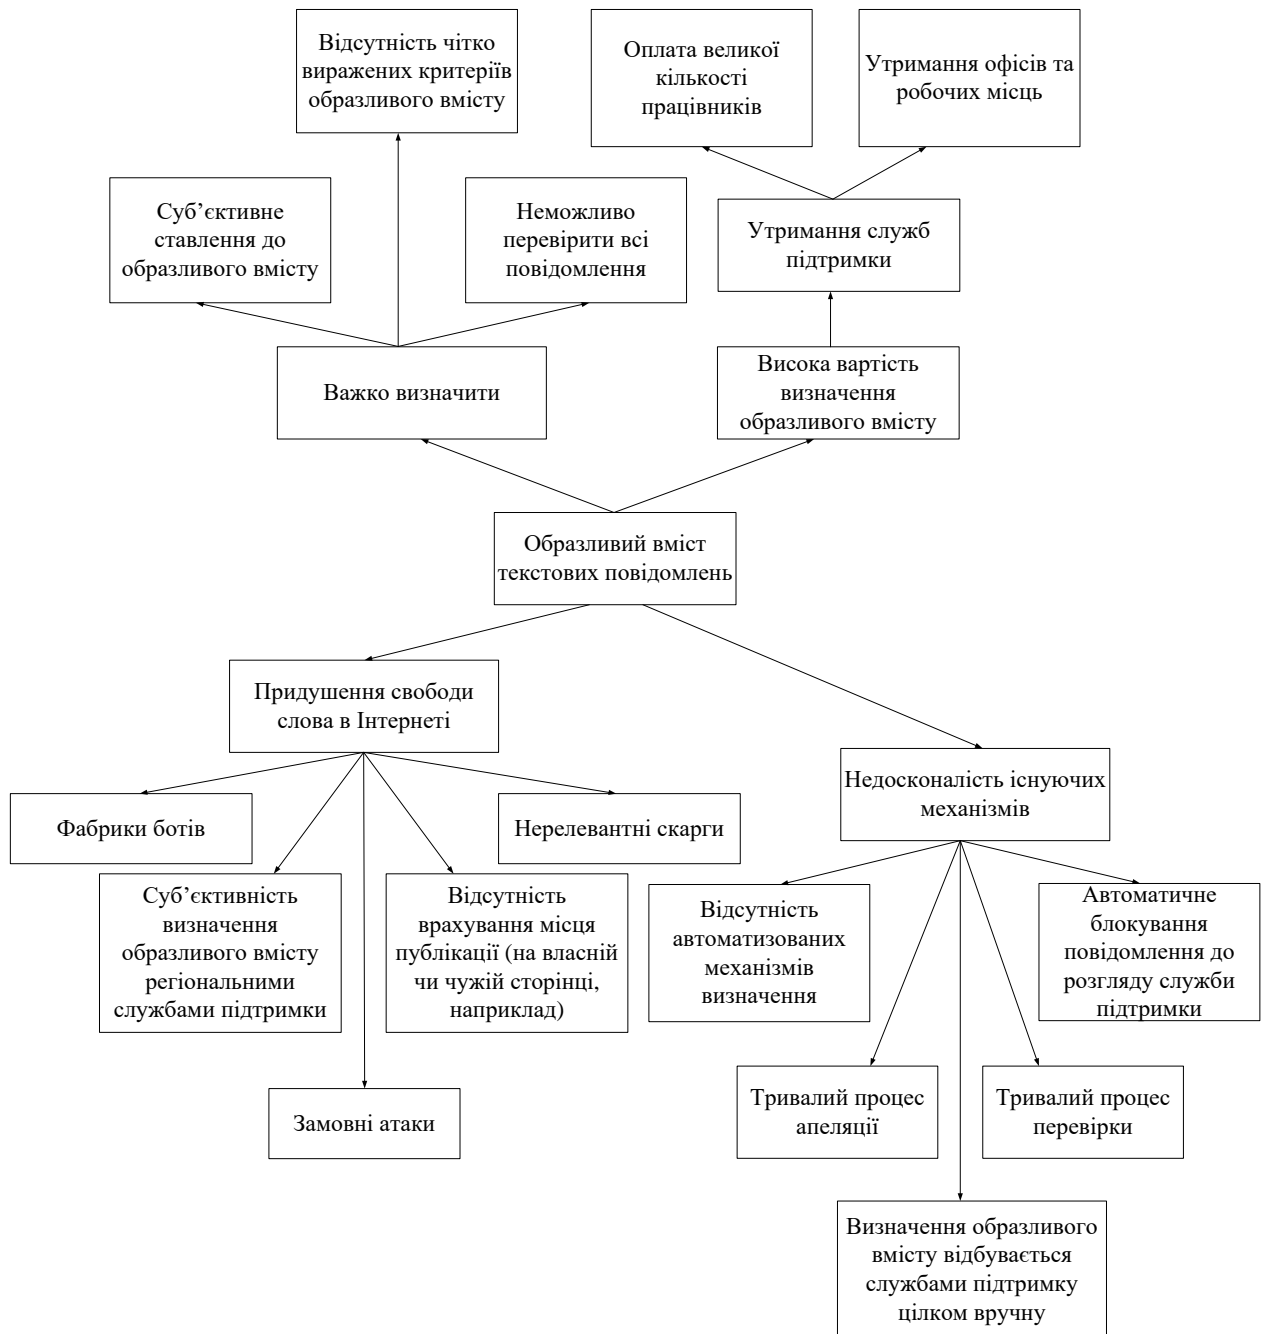 Відсутність чітко
виражених критеріїв
образливого вмісту
Оплата великої
кількості
працівників
Утримання офісів та
робочих місць
Суб’єктивне
ставлення до
образливого вмісту
Неможливо
перевірити всі
повідомлення
Утримання служб
підтримки
Важко визначити
Висока вартість
визначення
образливого вмісту
Образливий вміст
текстових повідомлень
Придушення свободи
слова в Інтернеті
Недосконалість існуючих
механізмів
Фабрики ботів
Нерелевантні скарги
Суб’єктивність
визначення
образливого вмісту
регіональними
службами підтримки
Відсутність
врахування місця
публікації (на власній
чи чужій сторінці,
наприклад)
Відсутність
автоматизованих
механізмів
визначення
Автоматичне
блокування
повідомлення до
розгляду служби
підтримки
Замовні атаки
Тривалий процес
апеляції
Тривалий процес
перевірки
Визначення образливого
вмісту відбувається
службами підтримку
цілком вручну